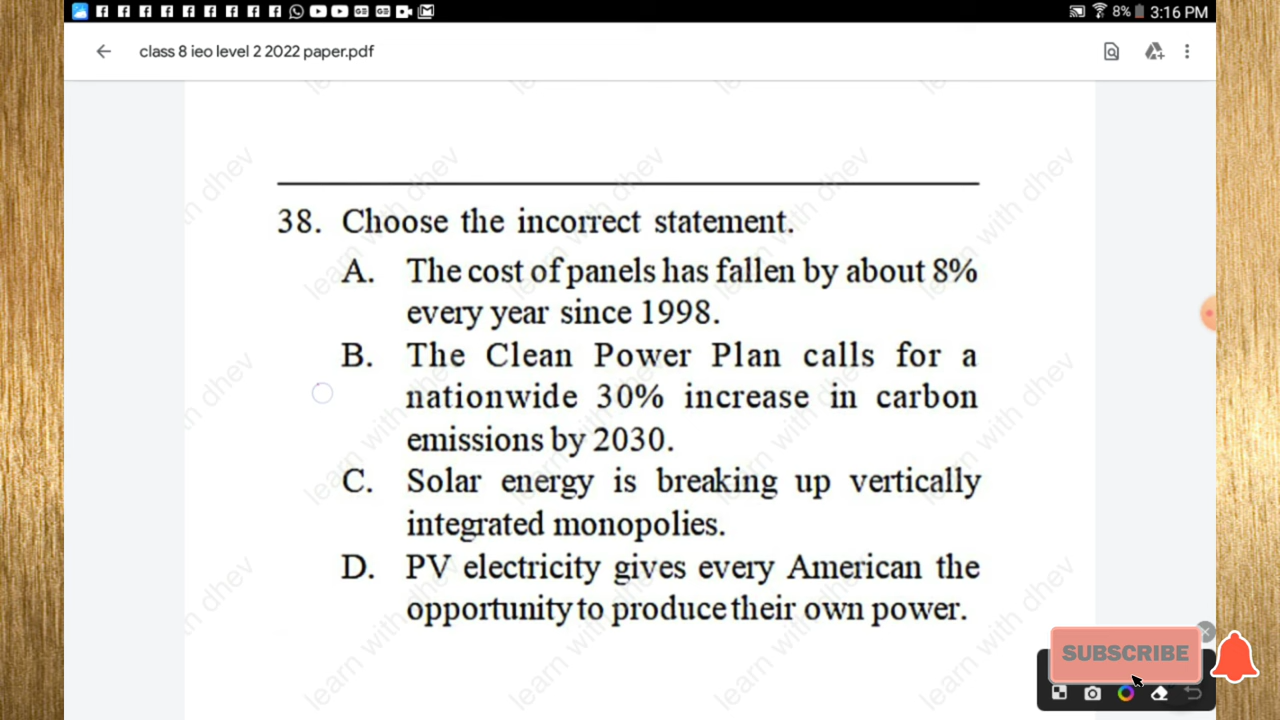 8% 3:16 PM
class 8 ieo level 2 2022 paper.pdf
38. Choose the incorrect statement.
A. The cost of panels has fallen by about 8%
every year since 1998.
B. The Clean Power Plan calls for a
nationwide 30% increase in carbon
emissions by 2030.
C. Solar energy is breaking up vertically
integrated monopolies.
D. PV electricity gives every American the
opportunity to produce their own power.
learn with dhev
SUBSCRIBE